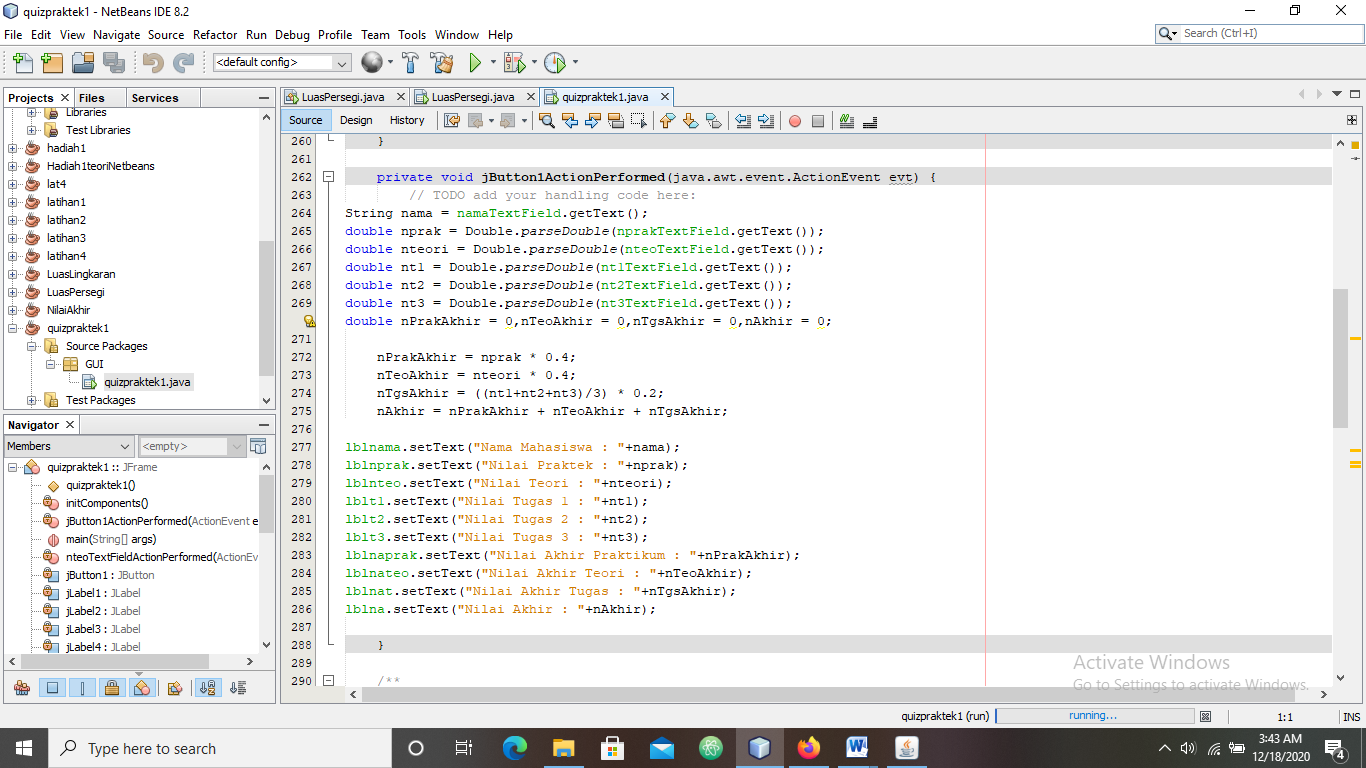 quizpraktek1 - NetBeans IDE 8.2
File Edit View Navigate Source Refactor Run Debug Profile Team Tools Window Help
Search (Ctrl+I)
<default config>
Projects Files Services
Libraries
Test Libraries
hadiah1
Hadiah1teoriNetbeans
lat4
latihan1
latihan2
latihan3
latihan4
LuasLingkaran
LuasPersegi
NilaiAkhir
quizpraktek1
Source Packages
GUI
quizpraktek1.java
Test Packages
Navigator
Members <empty>
quizpraktek1 :: JFrame
quizpraktek1()
initComponents()
jButton1ActionPerformed(ActionEvent e
main(String[] args)
nteoTextFieldActionPerformed(ActionEv
jButton1 : JButton
jLabel1 : JLabel
jLabel2 : JLabel
jLabel3 : JLabel
jLabel4 : JLabel
LuasPersegi.java LuasPersegi.java quizpraktek1.java
Source Design History
260 }
261
262 private void jButton1ActionPerformed(java.awt.event.ActionEvent evt) {
263 // TODO add your handling code here:
264 String nama = namaTextField.getText();
265 double nprak = Double.parseDouble(nprakTextField.getText());
266 double nteori = Double.parseDouble(nteoTextField.getText());
267 double nt1 = Double.parseDouble(nt1TextField.getText());
268 double nt2 = Double.parseDouble(nt2TextField.getText());
269 double nt3 = Double.parseDouble(nt3TextField.getText());
double nPrakAkhir = 0,nTeoAkhir = 0,nTgsAkhir = 0,nAkhir = 0;
271
272 nPrakAkhir = nprak * 0.4;
273 nTeoAkhir = nteori * 0.4;
274 nTgsAkhir = ((nt1+nt2+nt3)/3) * 0.2;
275 nAkhir = nPrakAkhir + nTeoAkhir + nTgsAkhir;
276
277 lblnama.setText("Nama Mahasiswa : "+nama);
278 lblnprak.setText("Nilai Praktek : "+nprak);
279 lblnteo.setText("Nilai Teori : "+nteori);
280 lblt1.setText("Nilai Tugas 1 : "+nt1);
281 lblt2.setText("Nilai Tugas 2 : "+nt2);
282 lblt3.setText("Nilai Tugas 3 : "+nt3);
283 lblnaprak.setText("Nilai Akhir Praktikum : "+nPrakAkhir);
284 lblnateo.setText("Nilai Akhir Teori : "+nTeoAkhir);
285 lblnat.setText("Nilai Akhir Tugas : "+nTgsAkhir);
286 lblna.setText("Nilai Akhir : "+nAkhir);
287
288 }
289
290 /**
Activate Windows
Go to Settings to activate Windows.
quizpraktek1 (run) running... 1:1 INS
Type here to search
3:43 AM
12/18/2020
4